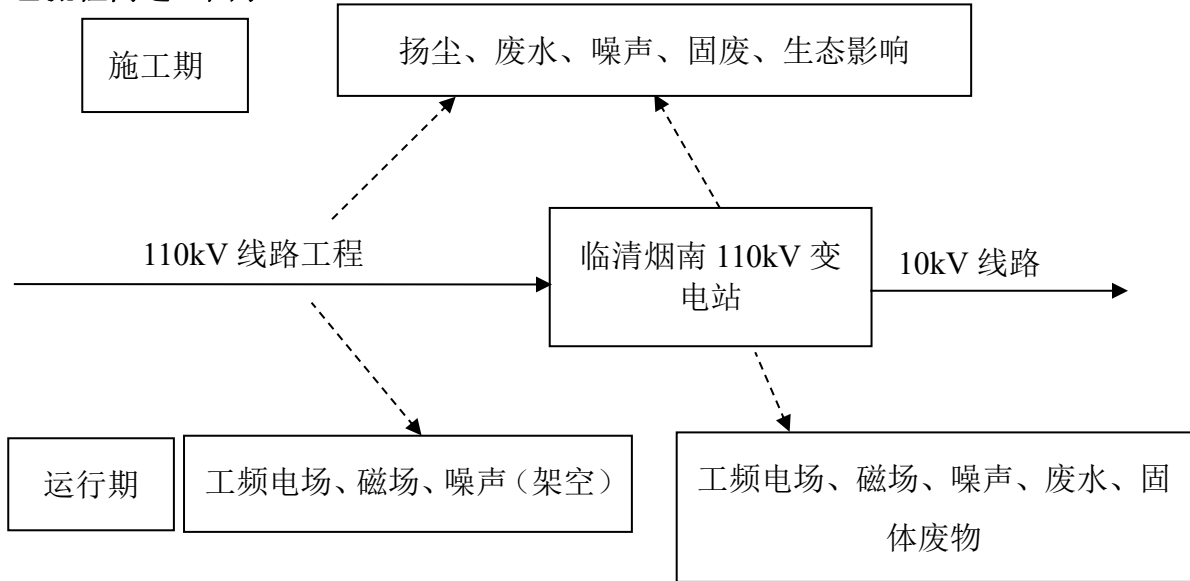 施工期
扬尘、废水、噪声、固废、生态影响
110kV 线路工程
临清烟南 110kV 变
电站
10kV 线路
运行期
工频电场、磁场、噪声（架空）
工频电场、磁场、噪声、废水、固
体废物